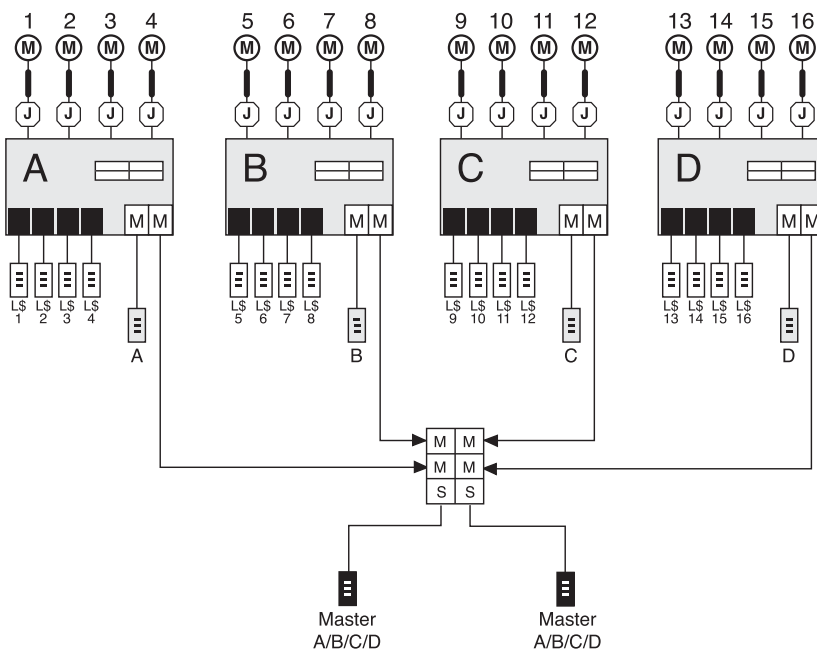 1 2 3 4 5 6 7 8 9 10 11 12 13 14 15 16
M M M M M M M M M M M M M M M M
J J J J J J J J J J J J J J J J
A B C D
M M M M M M M M
L$ L$ L$ L$ L$ L$ L$ L$ L$ L$ L$ L$ L$ L$ L$ L$
1 2 3 4 5 6 7 8 9 10 11 12 13 14 15 16
A B C D
M M
M M
S S
Master Master
A/B/C/D A/B/C/D